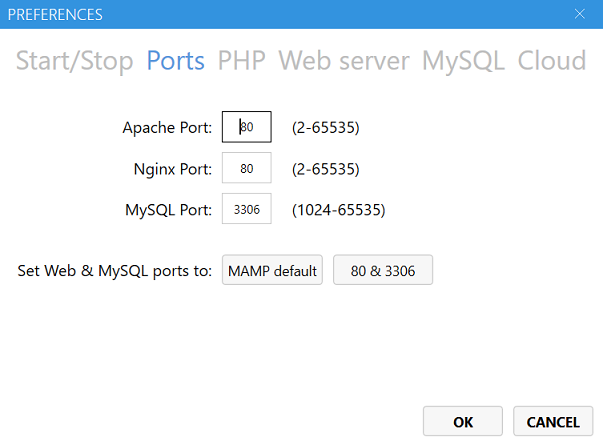 PREFERENCES
Start/Stop Ports PHP Web server MySQL Cloud
Apache Port: 80 (2-65535)
Nginx Port: 80 (2-65535)
MySQL Port: 3306 (1024-65535)
Set Web & MySQL ports to: MAMP default 80 & 3306
OK CANCEL